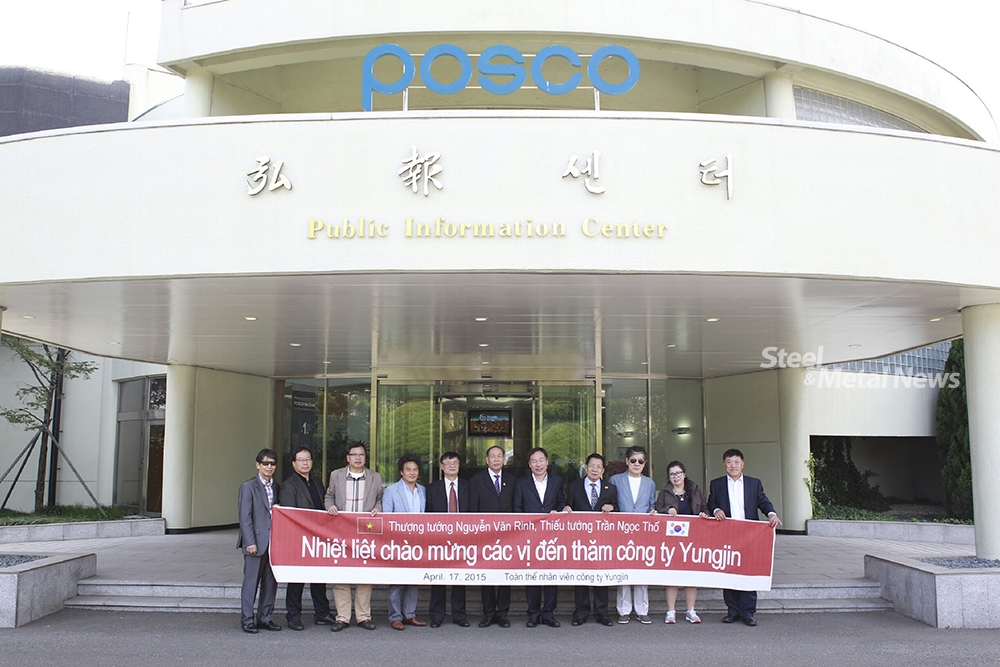 posco
弘 報 센 터
Public Information Center
Steel
&Metal News
Thượng tướng Nguyễn Văn Rinh, Thiếu tướng Trần Ngọc Thổ
Nhiệt liệt chào mừng các vị đến thăm công ty Yungjin
April. 17. 2015 Toàn thể nhân viên công ty Yungjin